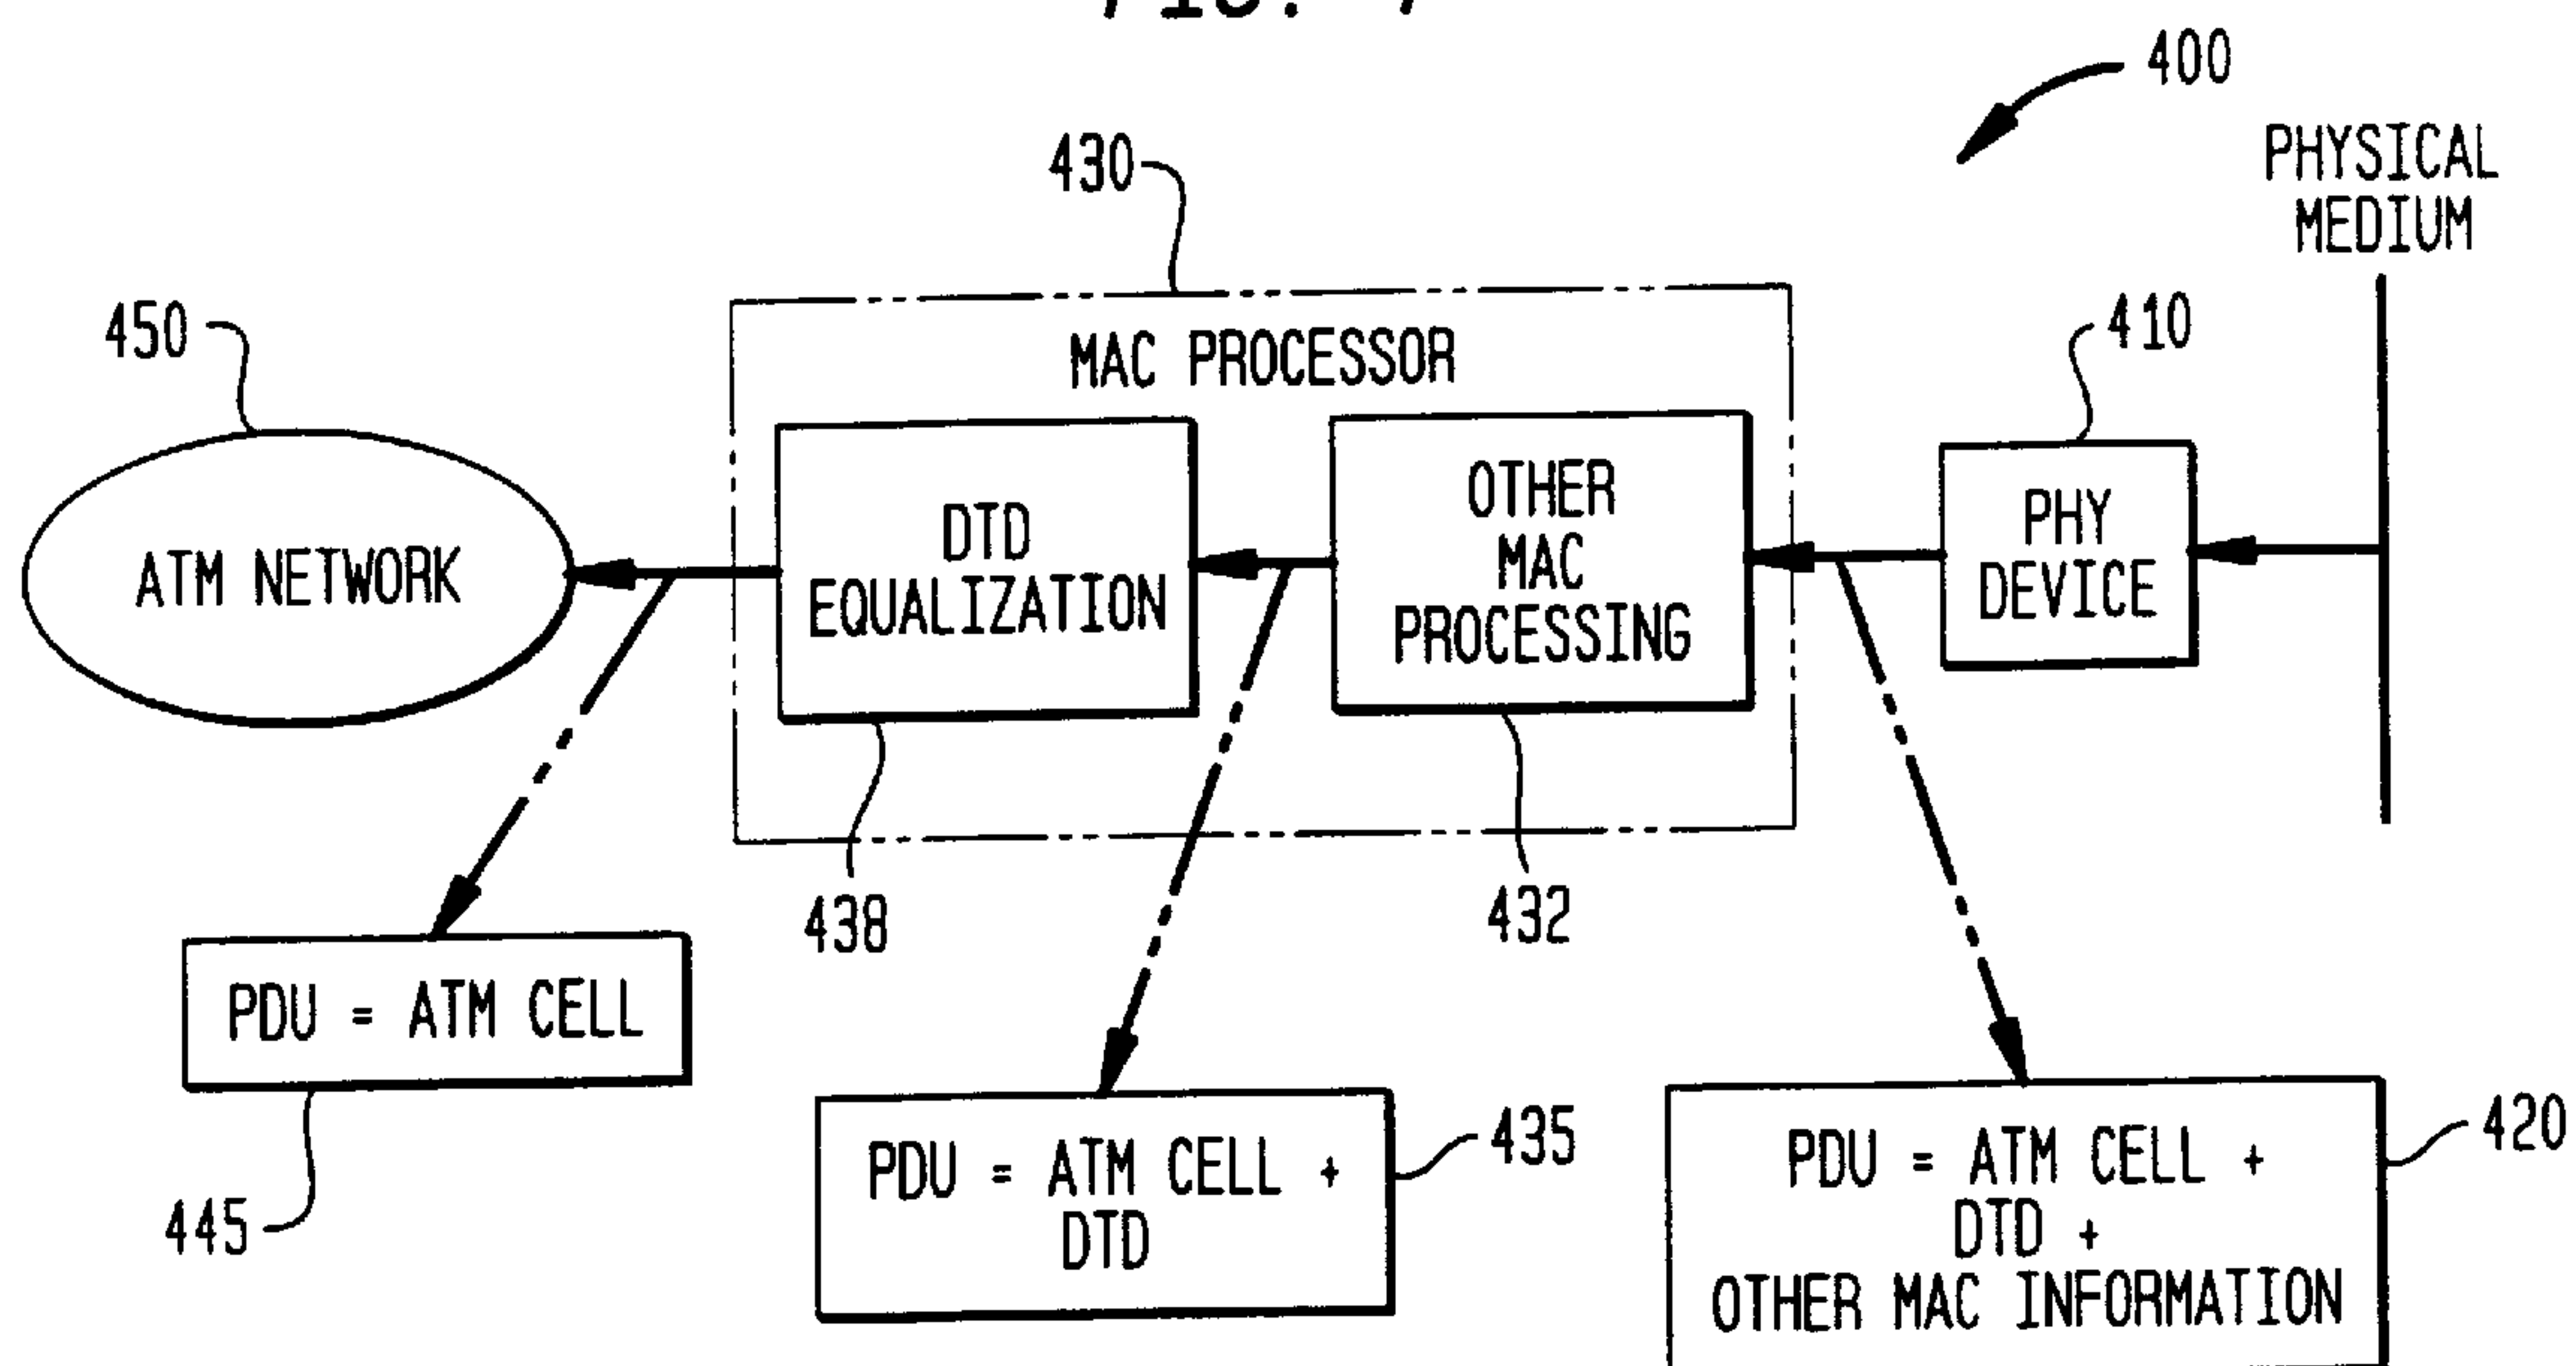 400
PHYSICAL
MEDIUM
430
450
MAC PROCESSOR
410
ATM NETWORK
DTD
EQUALIZATION
OTHER
MAC
PROCESSING
PHY
DEVICE
438
432
PDU = ATM CELL
445
PDU = ATM CELL +
DTD
435
PDU = ATM CELL +
DTD +
OTHER MAC INFORMATION
420